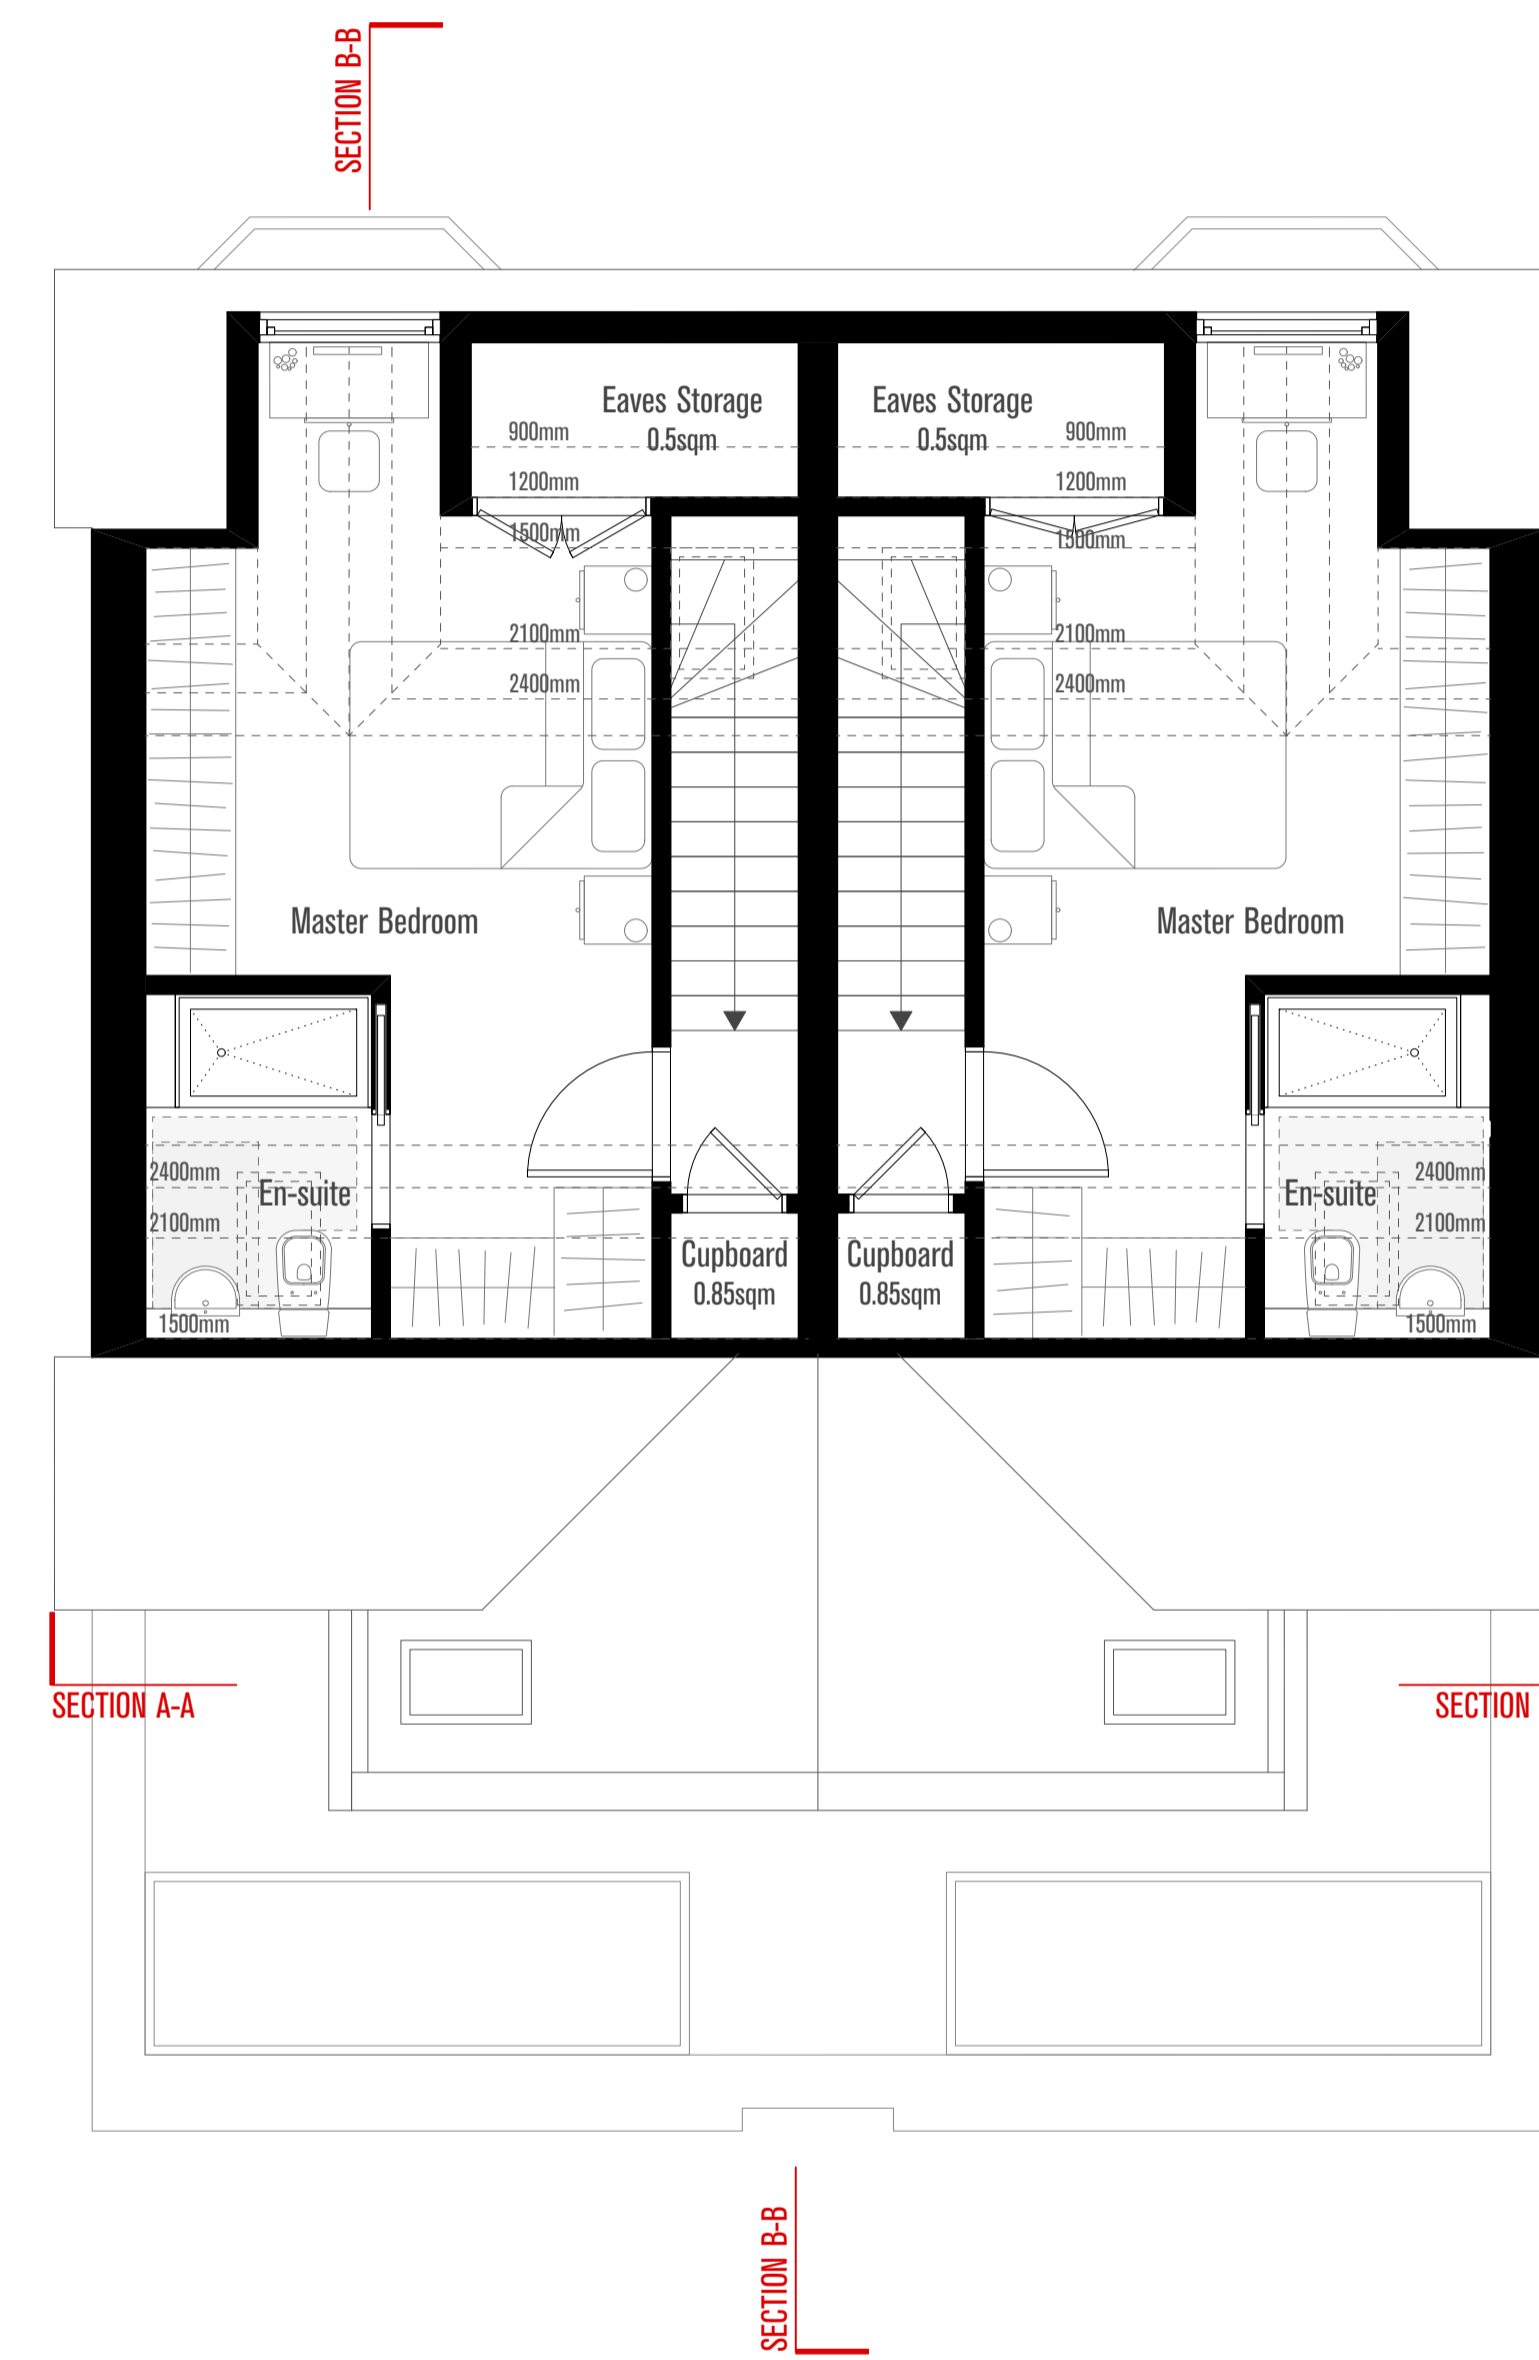 SECTION B-B
Eaves Storage
0.5sqm
Eaves Storage
0.5sqm
900mm
900mm
1200mm
1200mm
1500mm
1500mm
2100mm
2100mm
2400mm
2400mm
Master Bedroom
Master Bedroom
2400mm
En-suite
2100mm
1500mm
Cupboard
0.85sqm
Cupboard
0.85sqm
2400mm
En-suite
2100mm
1500mm
SECTION A-A
SECTION
SECTION B-B